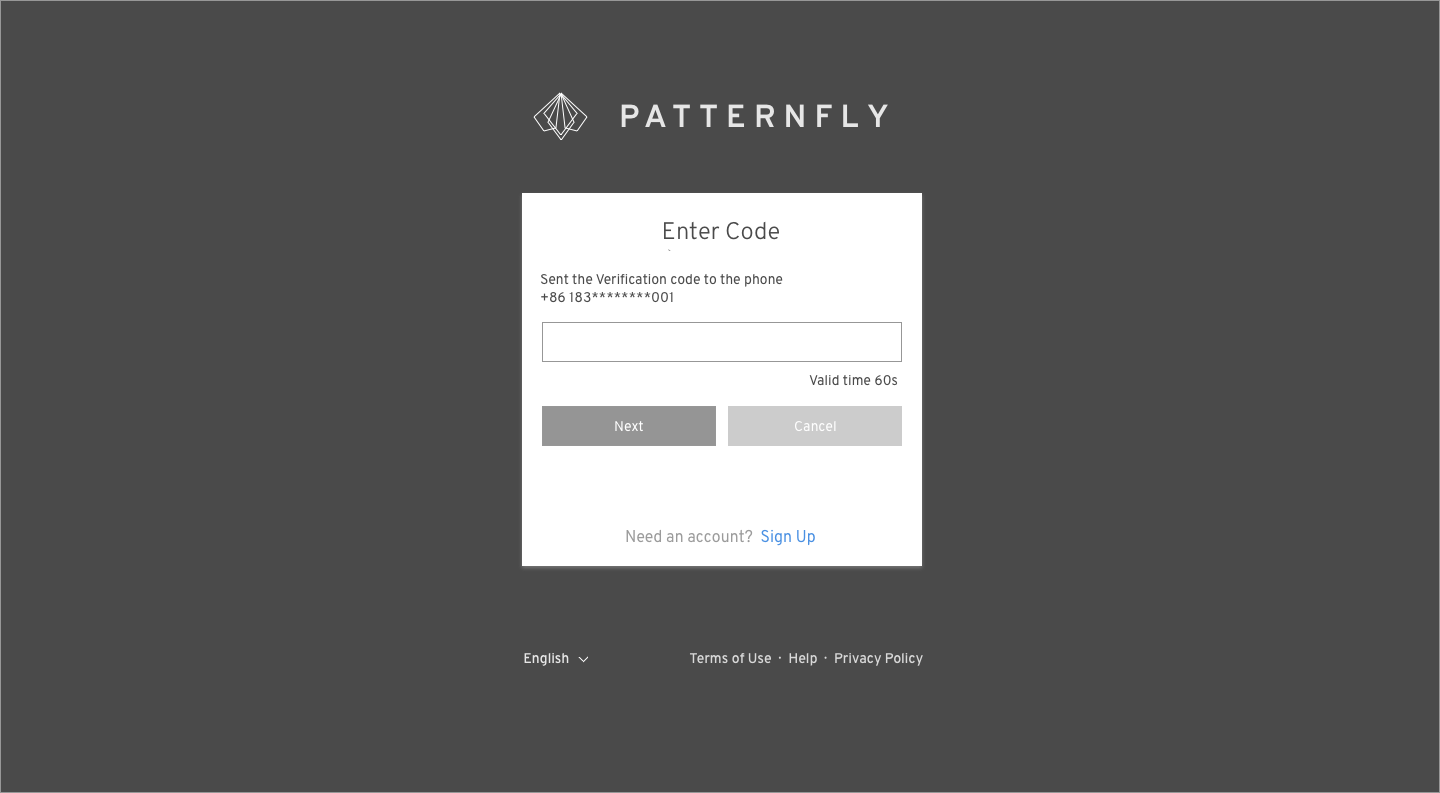 PATTERNFLY
Enter Code
Sent the Verification code to the phone
+86 183********001
Valid time 60s
Next
Cancel
Need an account? Sign Up
English
Terms of Use · Help · Privacy Policy